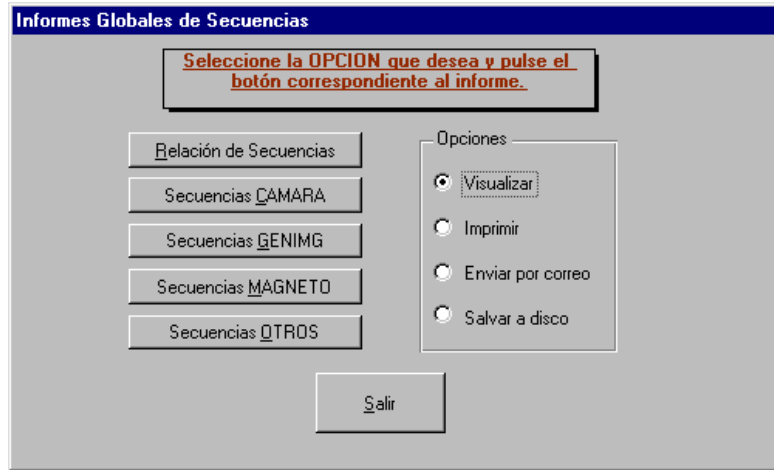 Informes Globales de Secuencias
Seleccione la OPCION que desea y pulse el
botón correspondiente al informe.
Relación de Secuencias
Secuencias CAMARA
Secuencias GENIMG
Secuencias MAGNETO
Secuencias OTROS
Opciones
Visualizar
Imprimir
Enviar por correo
Salvar a disco
Salir